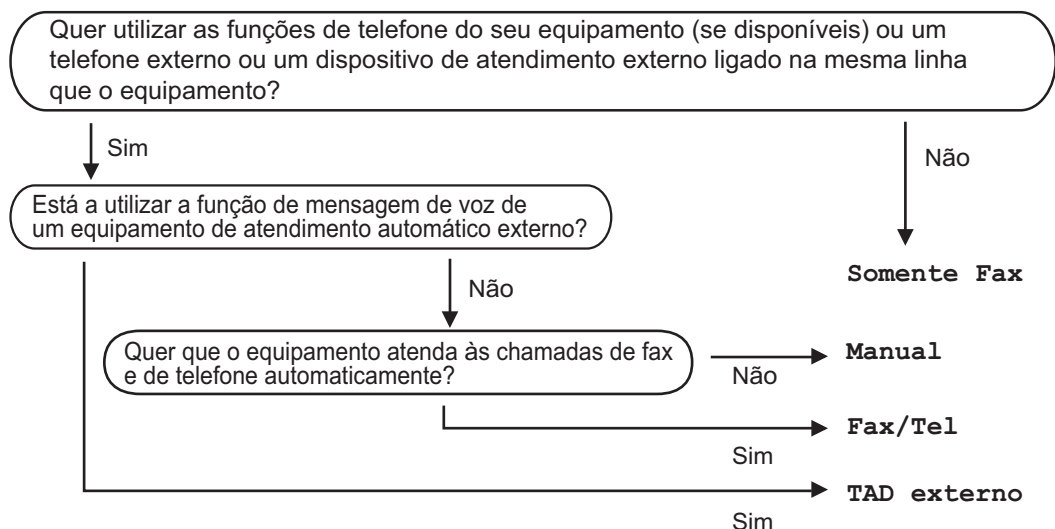 Quer utilizar as funções de telefone do seu equipamento (se disponíveis) ou um
telefone externo ou um dispositivo de atendimento externo ligado na mesma linha
que o equipamento?
Sim
Não
Está a utilizar a função de mensagem de voz de
um equipamento de atendimento automático externo?
Somente Fax
Não
Quer que o equipamento atenda às chamadas de fax
e de telefone automaticamente?
Não
Manual
Fax/Tel
Sim
TAD externo
Sim